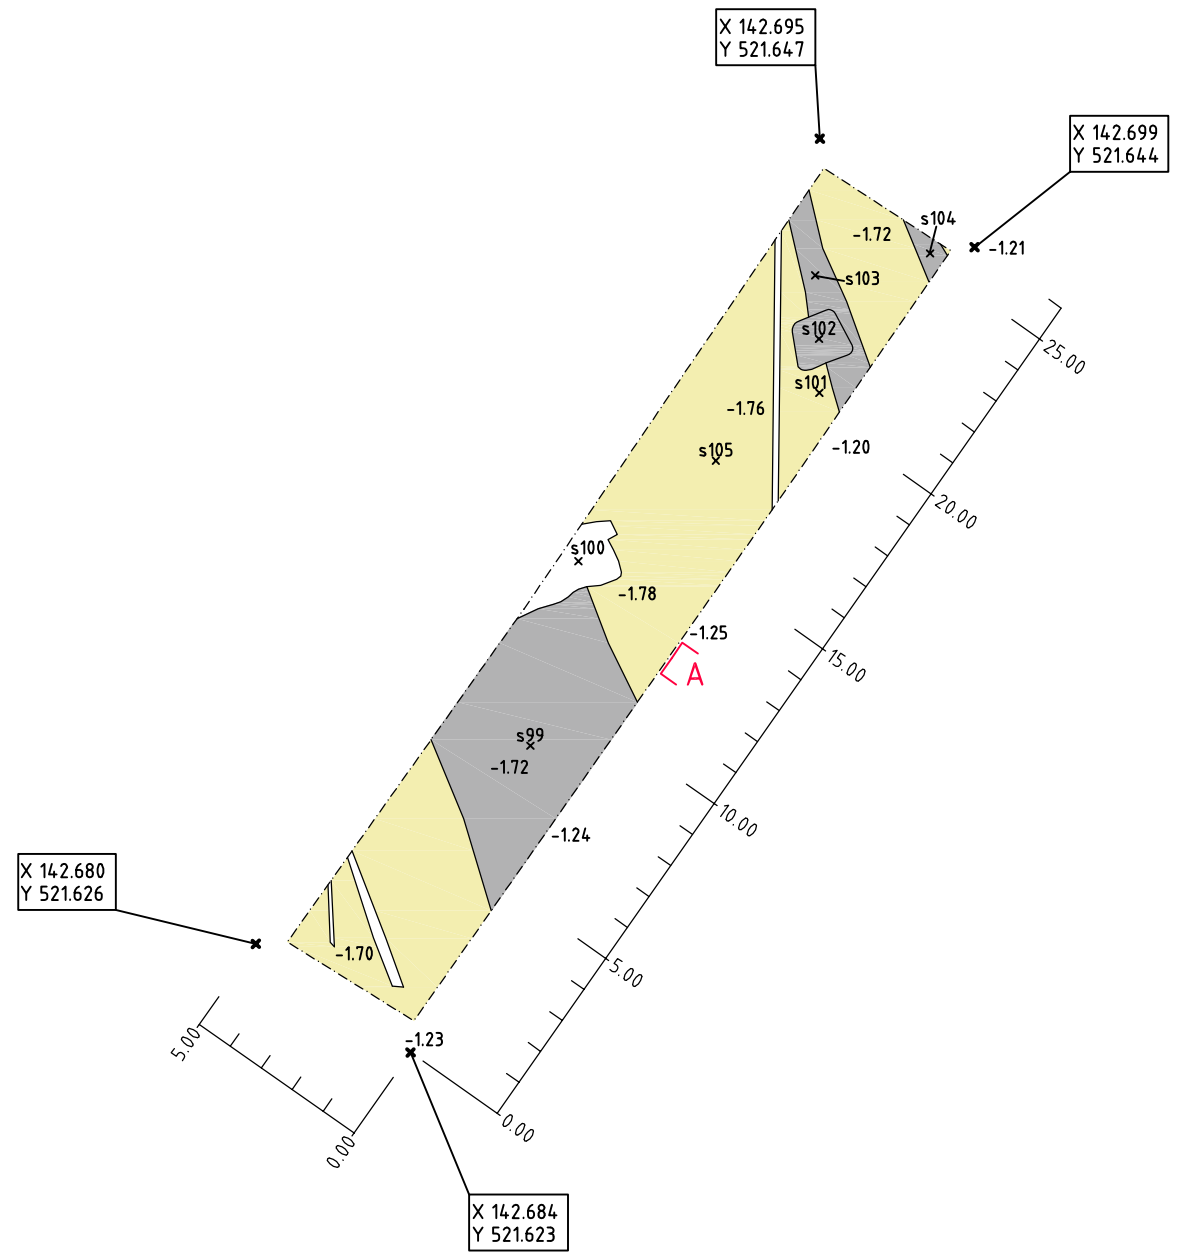 X 142.695
Y 521.647
X 142.699
Y 521.644
s104
-1.72
-1.21
s103
s102
25.00
s101
-1.76
-1.20
s105
20.00
s100
-1.78
-1.25
15.00
A
s99
-1.72
10.00
-1.24
X 142.680
Y 521.626
-1.70
5.00
5.00
-1.23
0.00
0.00
X 142.684
Y 521.623